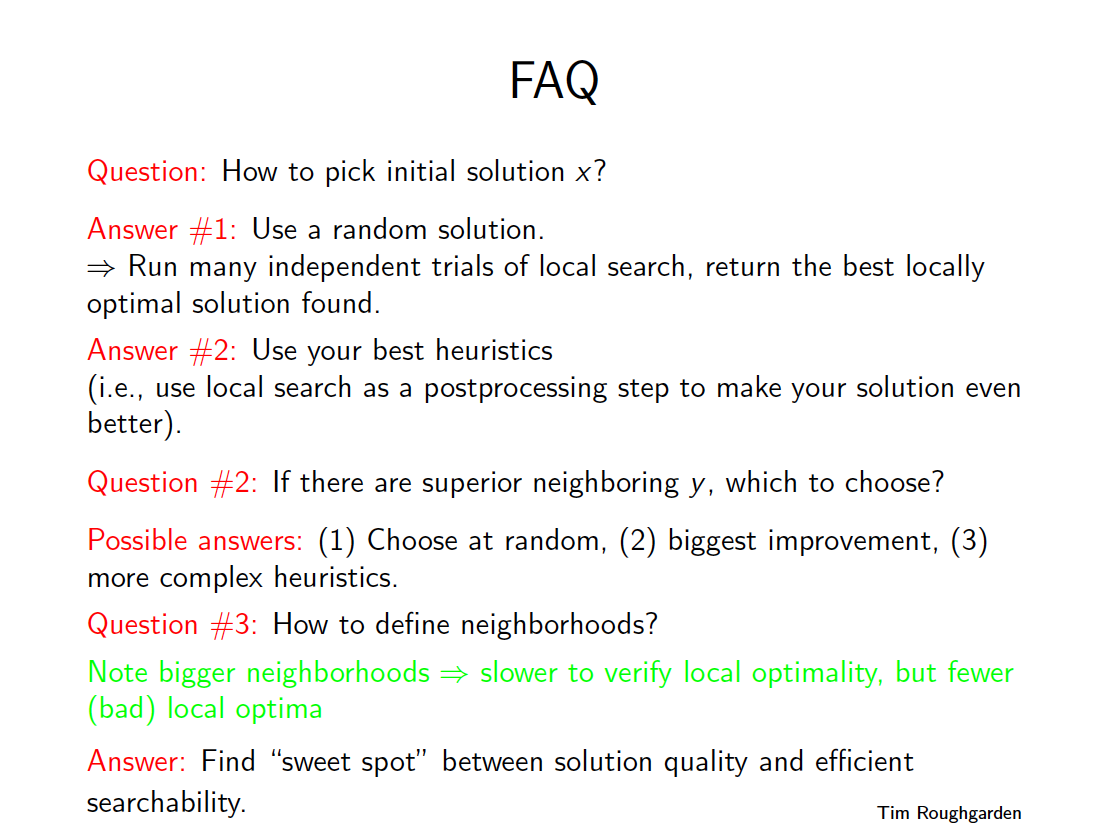 FAQ
Question: How to pick initial solution x?
Answer #1: Use a random solution.
⇒ Run many independent trials of local search, return the best locally
optimal solution found.
Answer #2: Use your best heuristics
(i.e., use local search as a postprocessing step to make your solution even
better).
Question #2: If there are superior neighboring y, which to choose?
Possible answers: (1) Choose at random, (2) biggest improvement, (3)
more complex heuristics.
Question #3: How to define neighborhoods?
Note bigger neighborhoods ⇒ slower to verify local optimality, but fewer
(bad) local optima
Answer: Find “sweet spot” between solution quality and efficient
searchability.
Tim Roughgarden